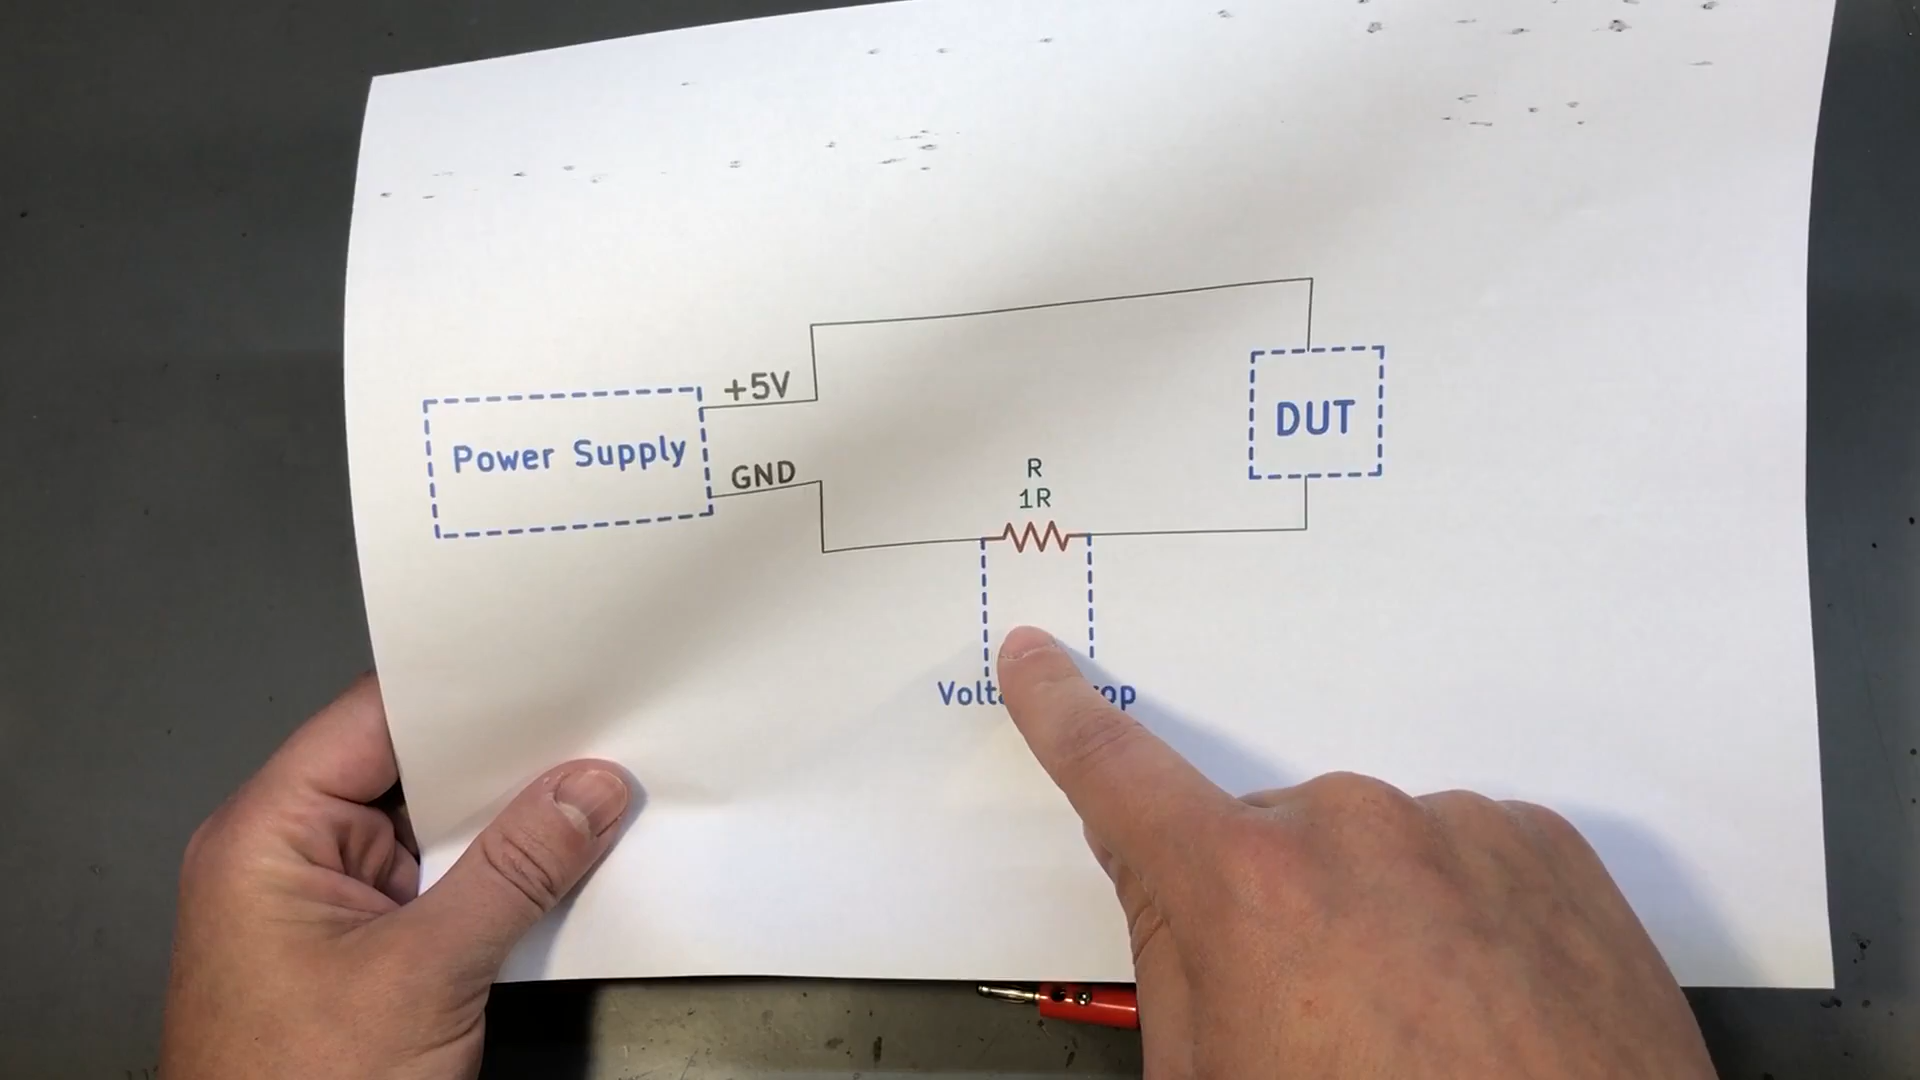 +5V
Power Supply
GND
DUT
R
1R